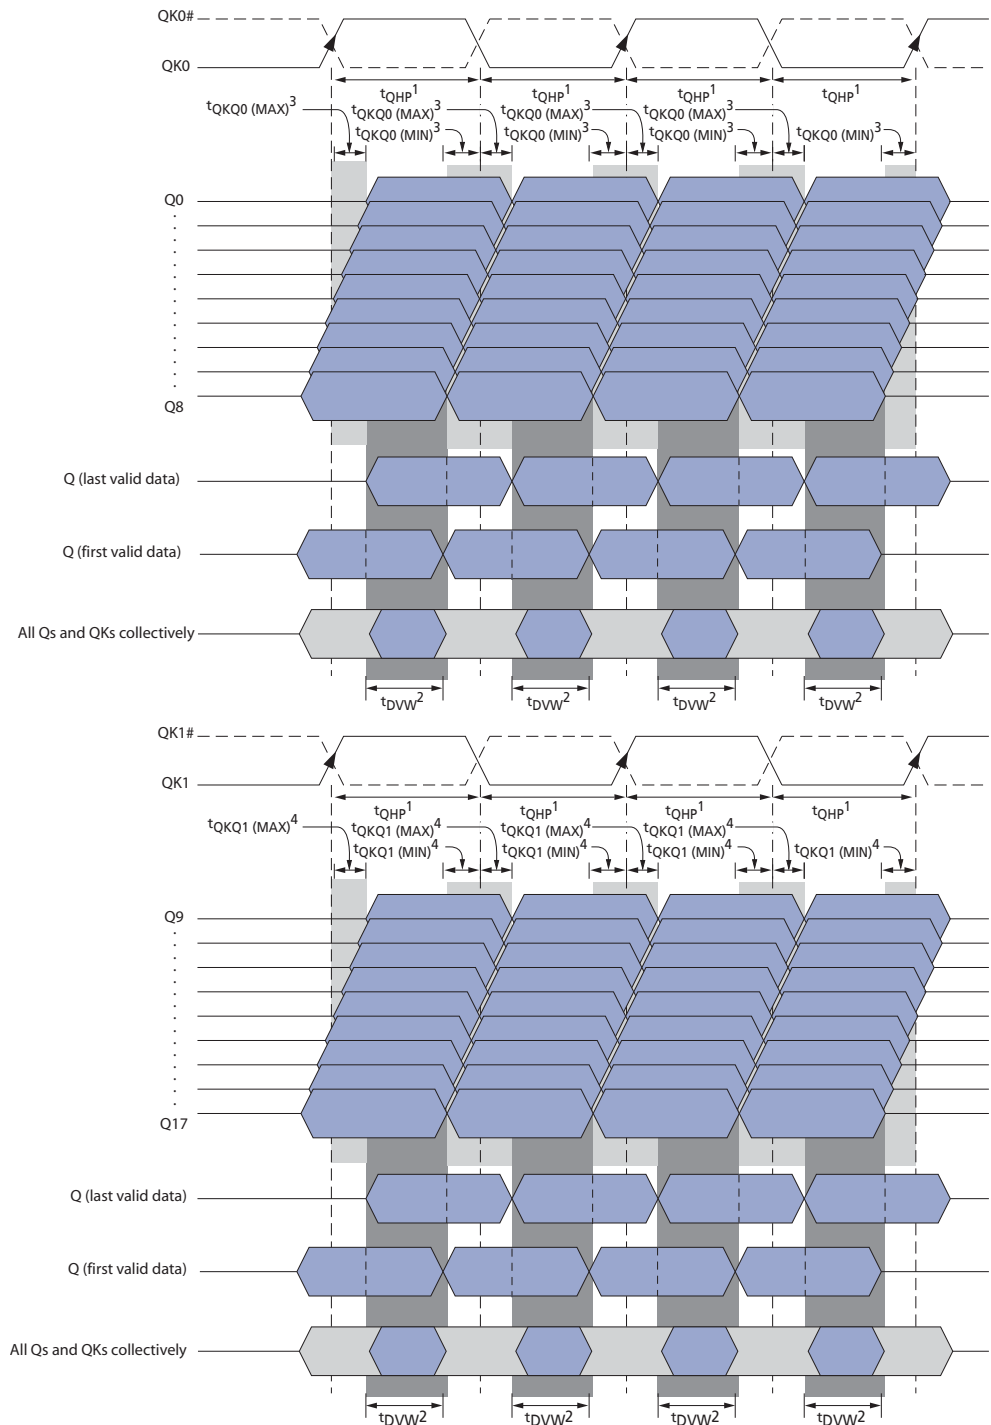 QK0#
QK0
tQHP1 tQHP1 tQHP1 tQHP1
tQKQ0 (MAX)3 tQKQ0 (MAX)3 tQKQ0 (MAX)3 tQKQ0 (MAX)3
tQKQ0 (MIN)3 tQKQ0 (MIN)3 tQKQ0 (MIN)3 tQKQ0 (MIN)3
Q0
Q8
Q (last valid data)
Q (first valid data)
All Qs and QKs collectively
tDVW2 tDVW2 tDVW2 tDVW2
QK1#
QK1
tQHP1 tQHP1 tQHP1 tQHP1
tQKQ1 (MAX)4 tQKQ1 (MAX)4 tQKQ1 (MAX)4 tQKQ1 (MAX)4
tQKQ1 (MIN)4 tQKQ1 (MIN)4 tQKQ1 (MIN)4 tQKQ1 (MIN)4
Q9
Q17
Q (last valid data)
Q (first valid data)
All Qs and QKs collectively
tDVW2 tDVW2 tDVW2 tDVW2